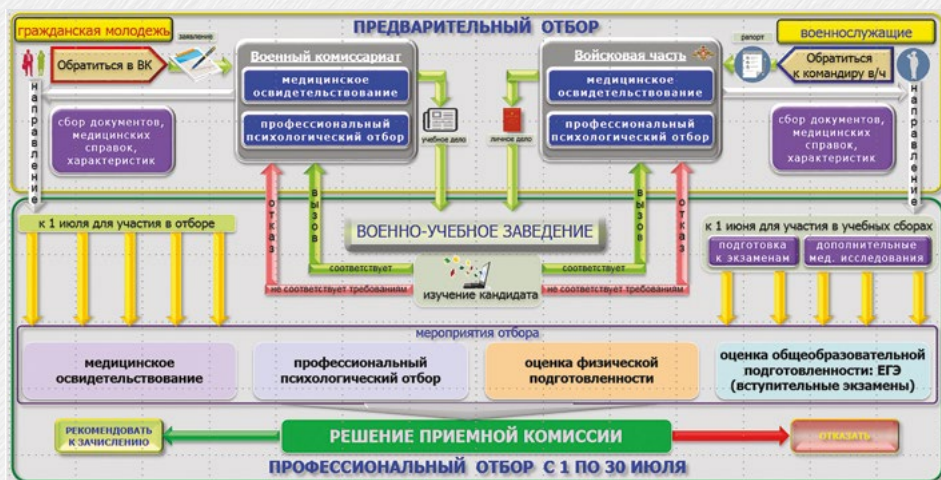 ПРЕДВАРИТЕЛЬНЫЙ ОТБОР
гражданская молодежь
военнослужащие
Обратиться в ВК
заявление
Военный комиссариат
медицинское
освидетельствование
профессиональный
психологический отбор
учебное дело
Войсковая часть
медицинское
освидетельствование
профессиональный
психологический отбор
личное дело
рапорт
Обратиться
к командиру в/ч
направление
сбор документов,
медицинских
справок,
характеристик
сбор документов,
медицинских
справок,
характеристик
направление
отказ
вызов
вызов
отказ
к 1 июля для участия в отборе
ВОЕННО-УЧЕБНОЕ ЗАВЕДЕНИЕ
к 1 июня для участия в учебных сборах
подготовка
к экзаменам
дополнительные
мед. исследования
соответствует
соответствует
не соответствует требованиям
изучение кандидата
не соответствует требованиям
мероприятия отбора
медицинское
освидетельствование
профессиональный
психологический отбор
оценка физической
подготовленности
оценка общеобразовательной
подготовленности: ЕГЭ
(вступительные экзамены)
РЕКОМЕНДОВАТЬ
К ЗАЧИСЛЕНИЮ
РЕШЕНИЕ ПРИЕМНОЙ КОМИССИИ
ОТКАЗАТЬ
ПРОФЕССИОНАЛЬНЫЙ ОТБОР С 1 ПО 30 ИЮЛЯ